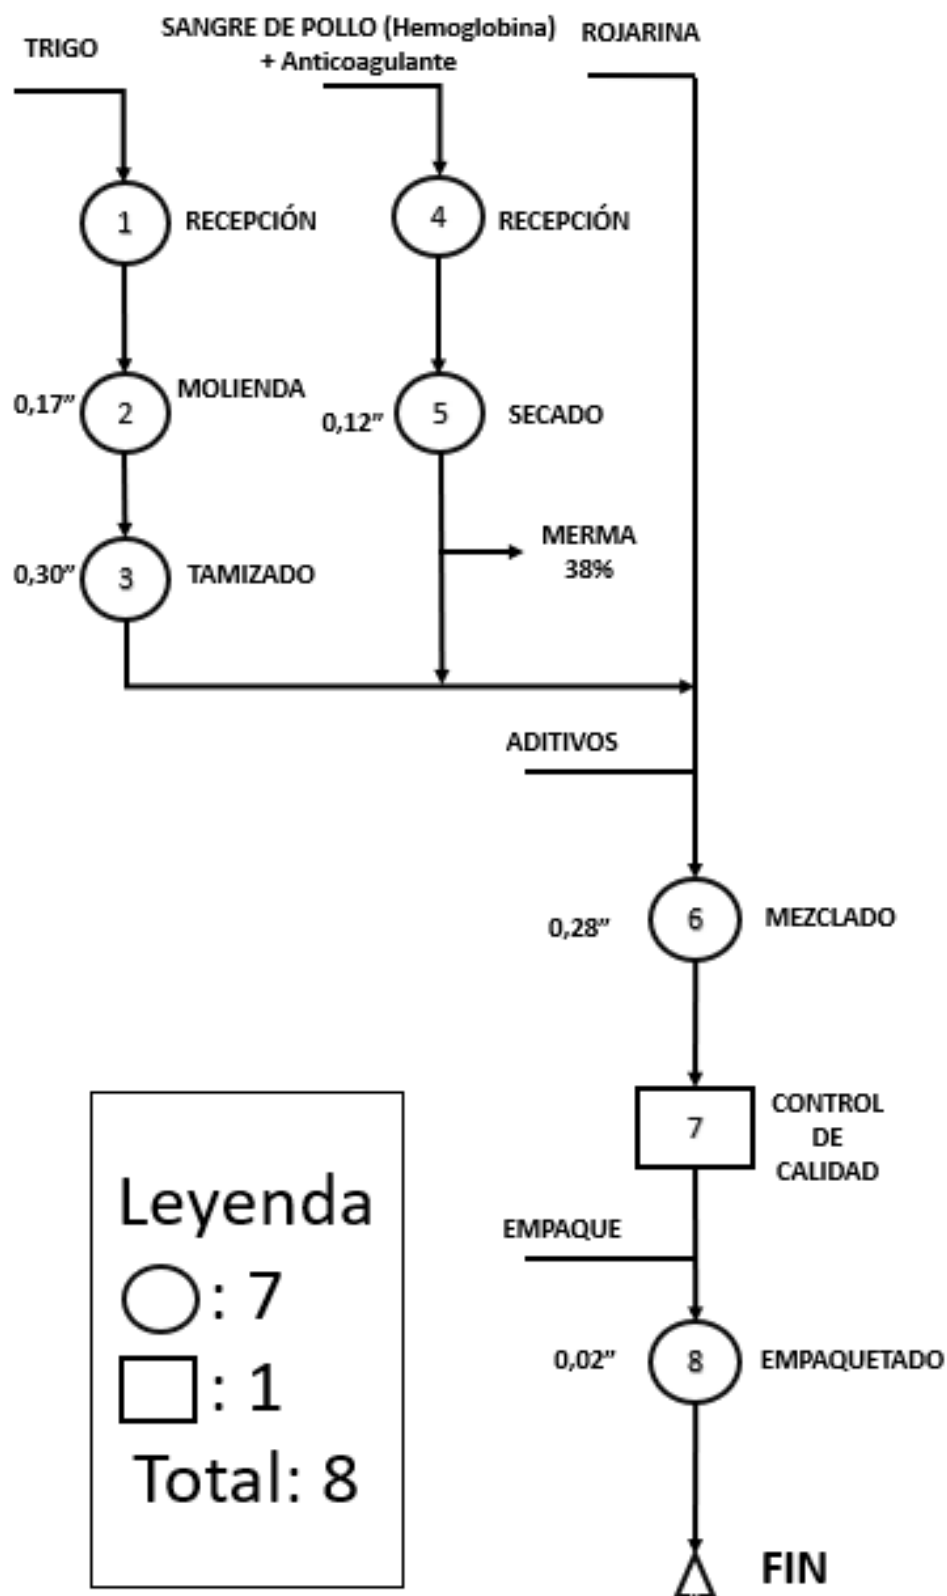 TRIGO
SANGRE DE POLLO (Hemoglobina)
+ Anticoagulante
ROJARINA
1
RECEPCIÓN
4
RECEPCIÓN
0,17”
2
MOLIENDA
0,12”
5
SECADO
MERMA
38%
0,30”
3
TAMIZADO
ADITIVOS
0,28”
6
MEZCLADO
7
CONTROL
DE
CALIDAD
EMPAQUE
0,02”
8
EMPAQUETADO
FIN
Leyenda
: 7
: 1
Total: 8